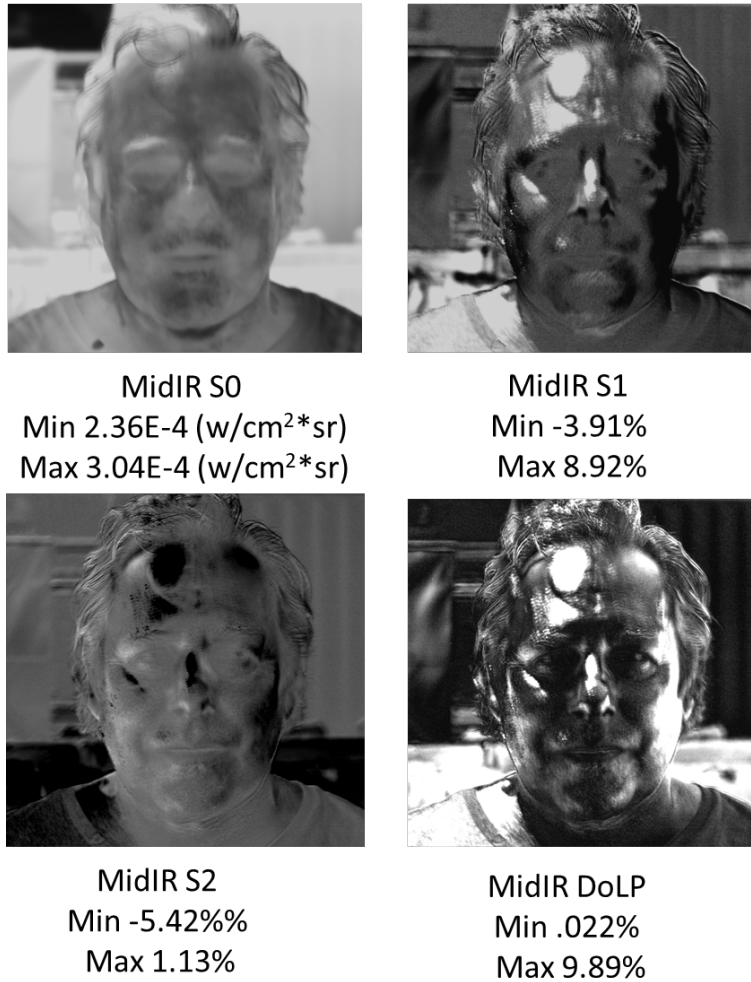 MidIR S0
Min 2.36E-4 (w/cm²*sr)
Max 3.04E-4 (w/cm²*sr)
MidIR S1
Min -3.91%
Max 8.92%
MidIR S2
Min -5.42%%
Max 1.13%
MidIR DoLP
Min .022%
Max 9.89%